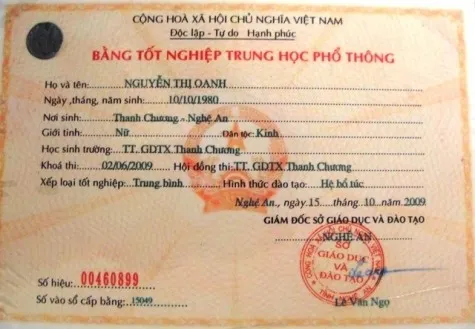 CỘNG HOÀ XÃ HỘI CHỦ NGHĨA VIỆT NAM
Độc lập - Tự do Hạnh phúc
BẰNG TỐT NGHIỆP TRUNG HỌC PHỔ THÔNG
Họ và tên: NGUYỄN THỊ OANH
Ngày ,tháng, năm sinh: 10/10/1980
Nơi sinh: Thanh Chương - Nghệ An
Giới tính: Nữ Dân tộc: Kinh
Học sinh trường: TT. GDTX Thanh Chương
Khoá thi: 02/06/2009 Hội đồng thi: TT. GDTX Thanh Chương
Xếp loại tốt nghiệp: Trung bình Hình thức đào tạo: Hệ bổ túc
Nghệ An, ngày 15 tháng 10 năm 2009
GIÁM ĐỐC SỞ GIÁO DỤC VÀ ĐÀO TẠO
NGHỆ AN
SỞ
GIÁO DỤC
VÀ
ĐÀO TẠO
Số hiệu: 00460899
Số vào sổ cấp bằng: 15049
Lê Văn Ngọ